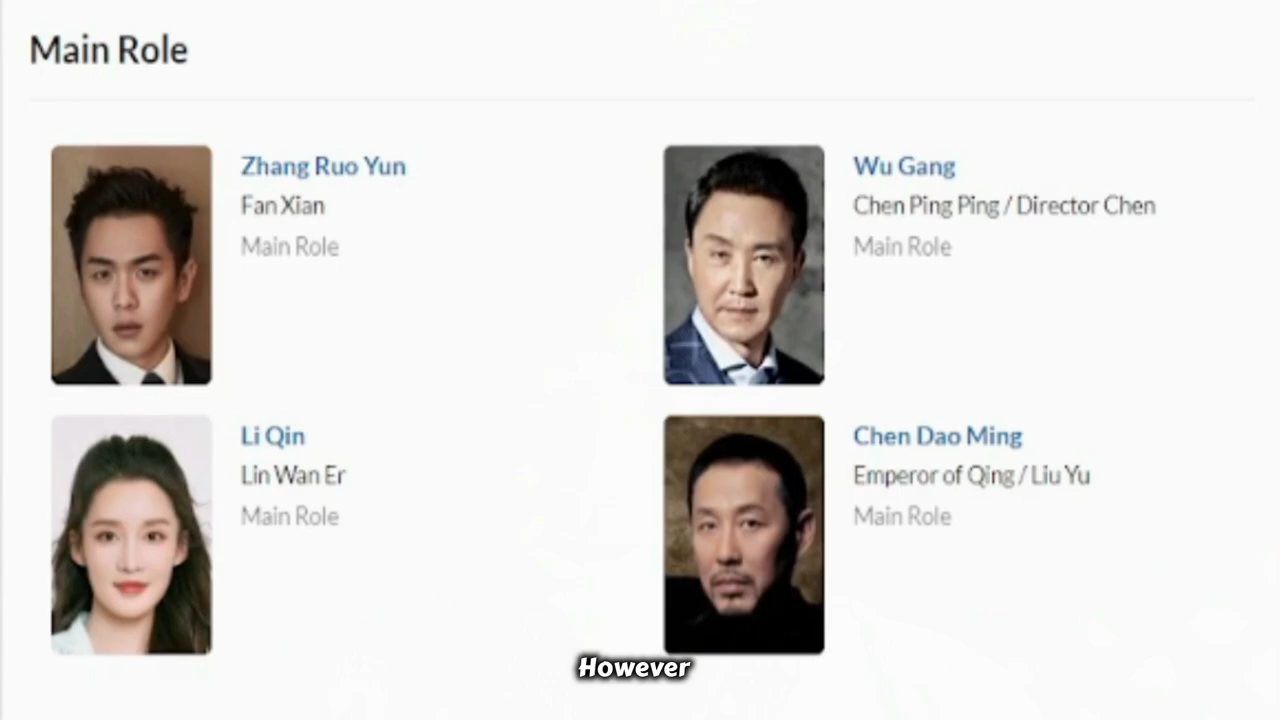 Main Role
Zhang Ruo Yun
Fan Xian
Main Role
Wu Gang
Chen Ping Ping / Director Chen
Main Role
Li Qin
Lin Wan Er
Main Role
Chen Dao Ming
Emperor of Qing / Liu Yu
Main Role
However